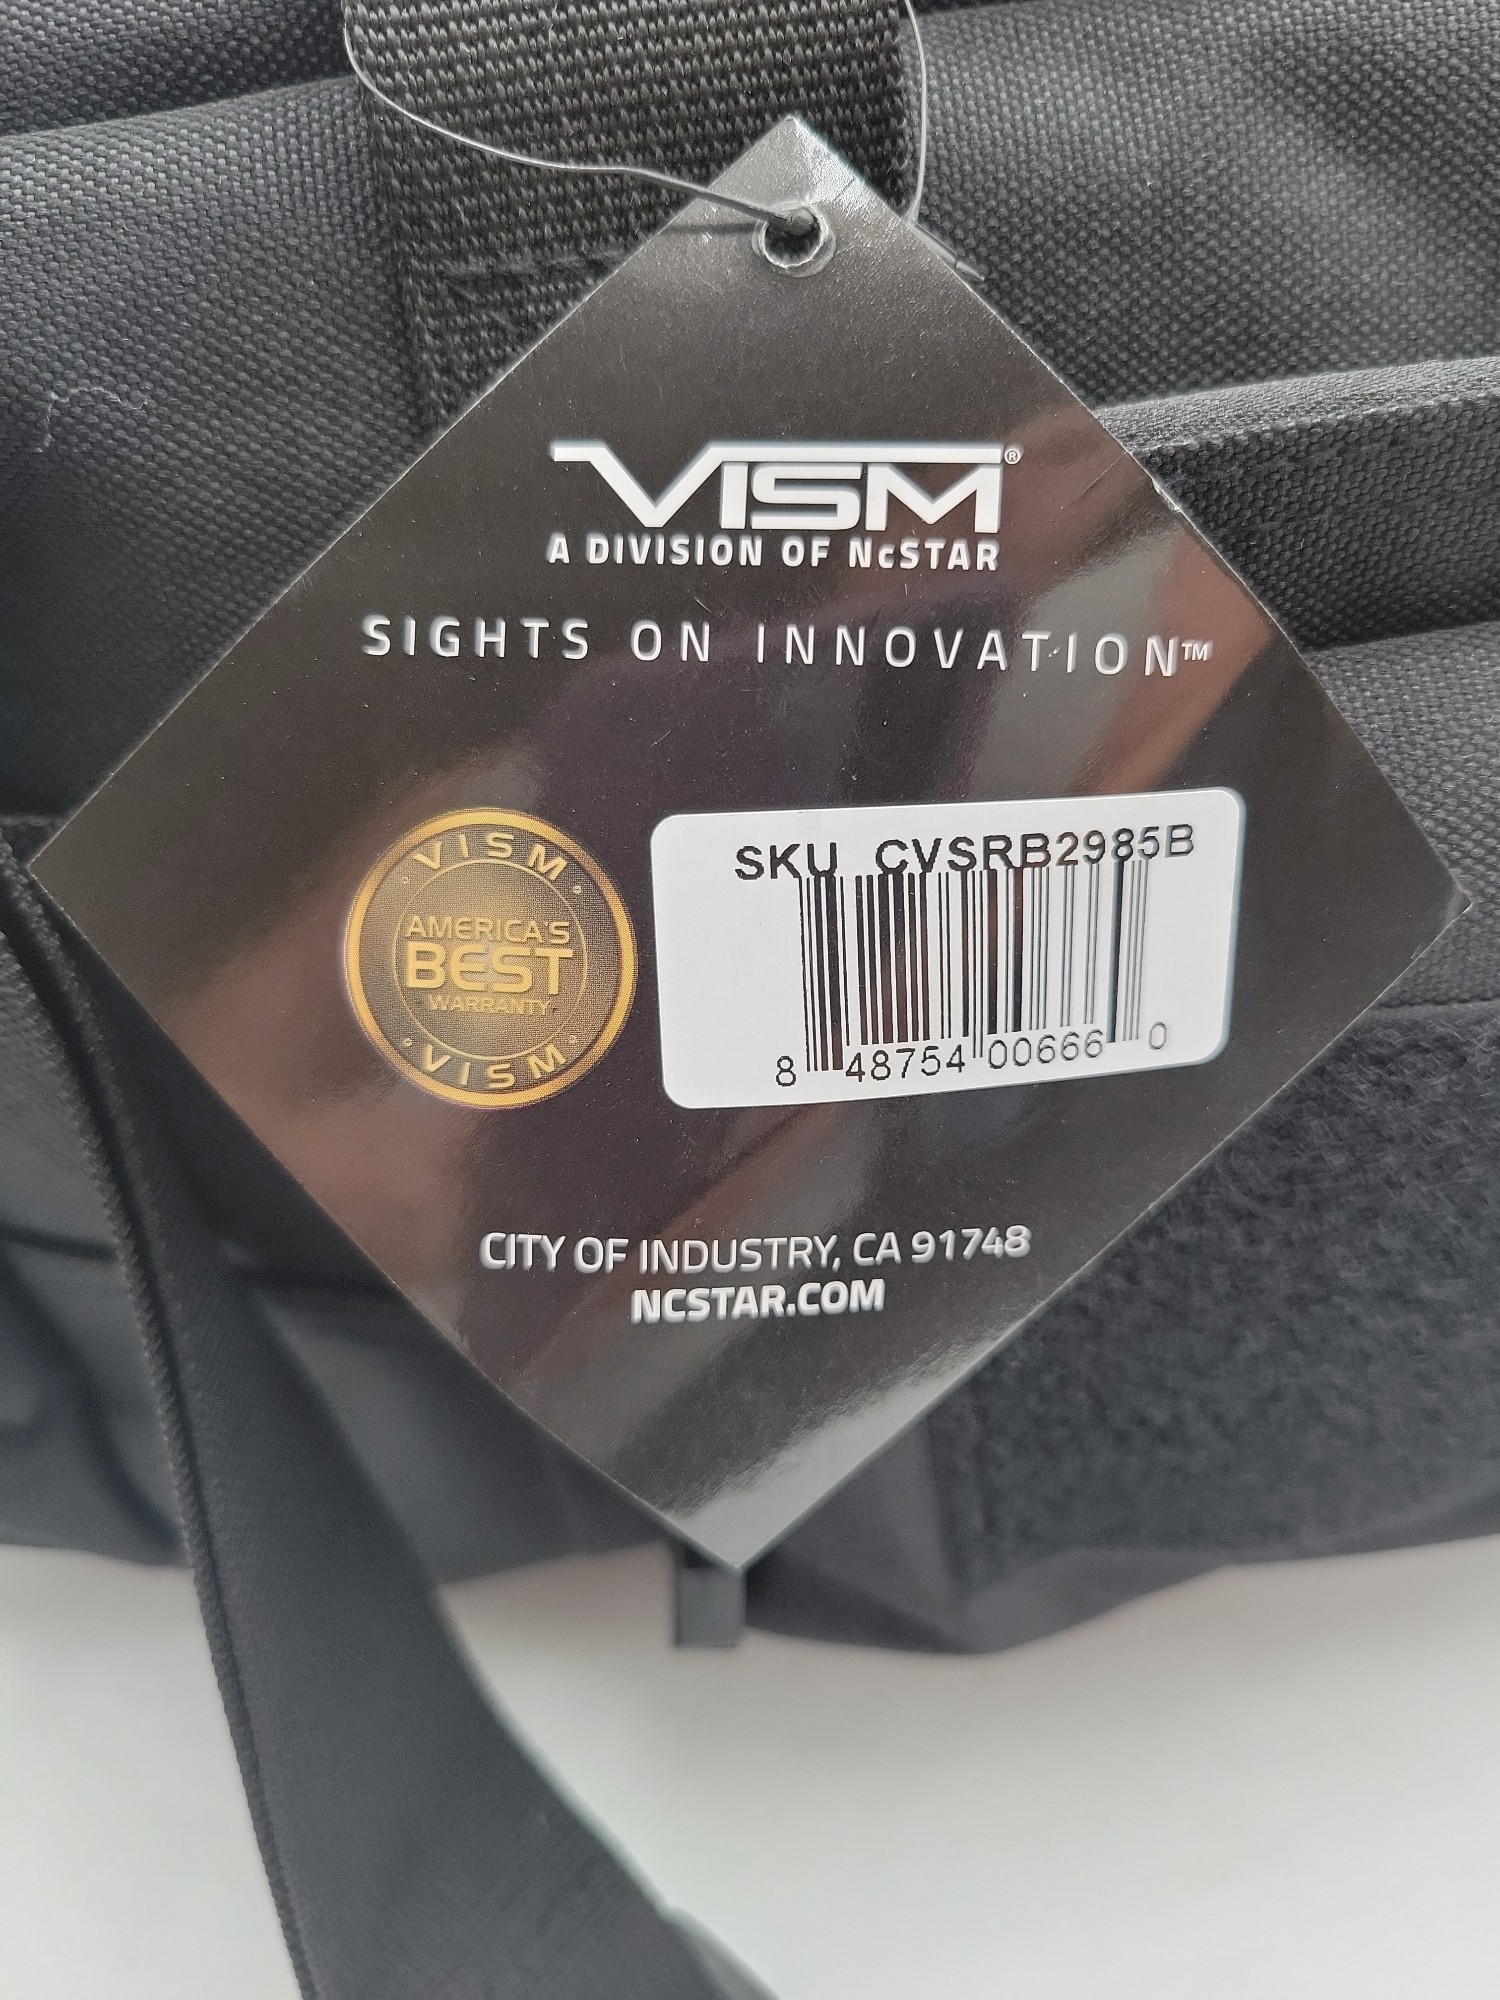 VISM®
A DIVISION OF NcSTAR
SIGHTS ON INNOVATION™
VISM
AMERICA'S
BEST
WARRANTY
VISM
SKU CVSRB2985B
8 48754 00666 0
CITY OF INDUSTRY, CA 91748
NCSTAR.COM